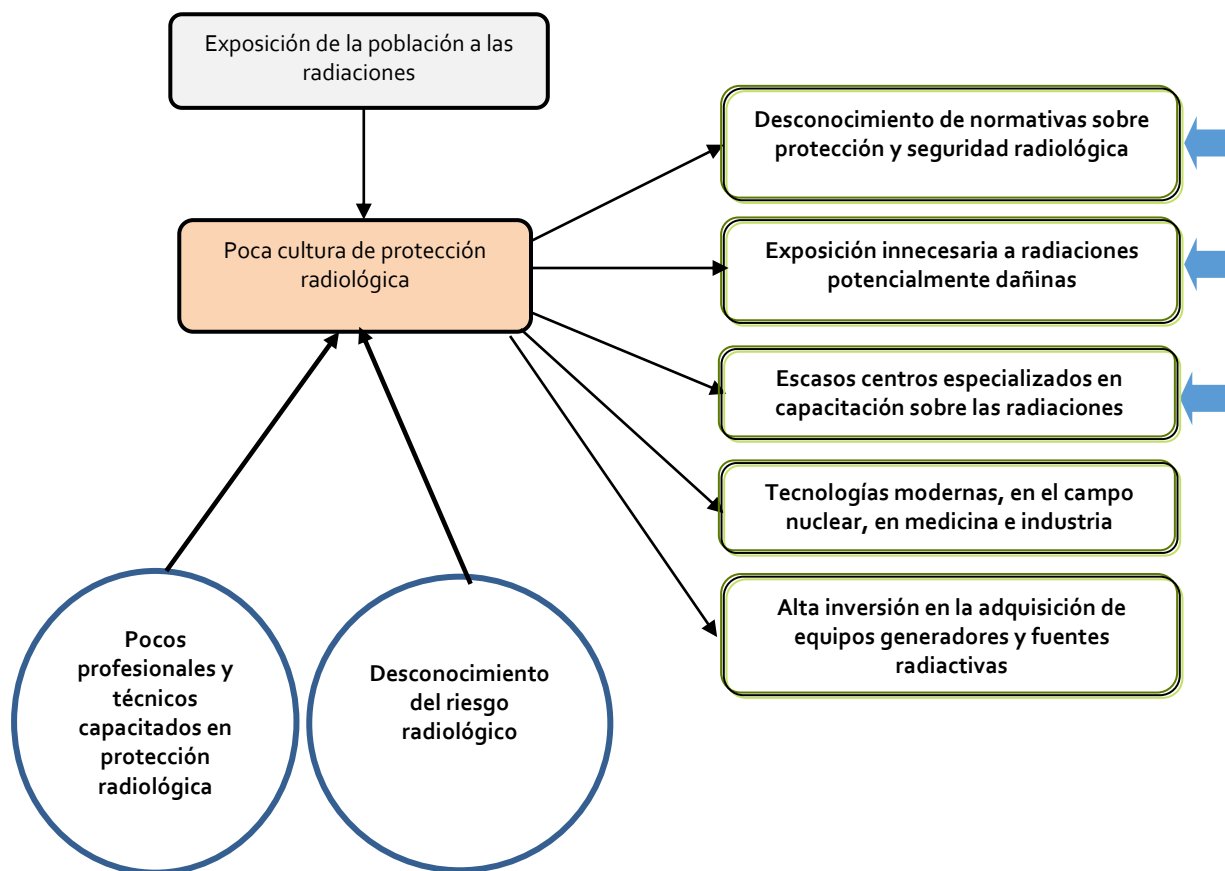 Exposición de la población a las
radiaciones
Desconocimiento de normativas sobre
protección y seguridad radiológica
Poca cultura de protección
radiológica
Exposición innecesaria a radiaciones
potencialmente dañinas
Escasos centros especializados en
capacitación sobre las radiaciones
Tecnologías modernas, en el campo
nuclear, en medicina e industria
Alta inversión en la adquisición de
equipos generadores y fuentes
radiactivas
Pocos
profesionales y
técnicos
capacitados en
protección
radiológica
Desconocimiento
del riesgo
radiológico